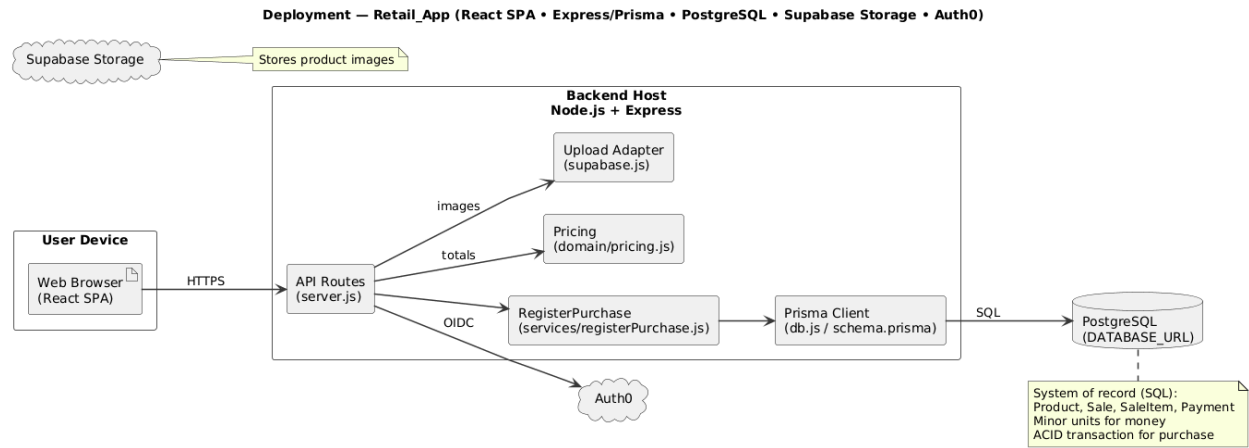 Deployment — Retail_App (React SPA • Express/Prisma • PostgreSQL • Supabase Storage • Auth0)
Supabase Storage
Stores product images
Backend Host
Node.js + Express
Upload Adapter
(supabase.js)
images
Pricing
(domain/pricing.js)
totals
User Device
Web Browser
(React SPA)
HTTPS
API Routes
(server.js)
RegisterPurchase
(services/registerPurchase.js)
Prisma Client
(db.js / schema.prisma)
SQL
PostgreSQL
(DATABASE_URL)
OIDC
Auth0
System of record (SQL):
Product, Sale, SaleItem, Payment
Minor units for money
ACID transaction for purchase